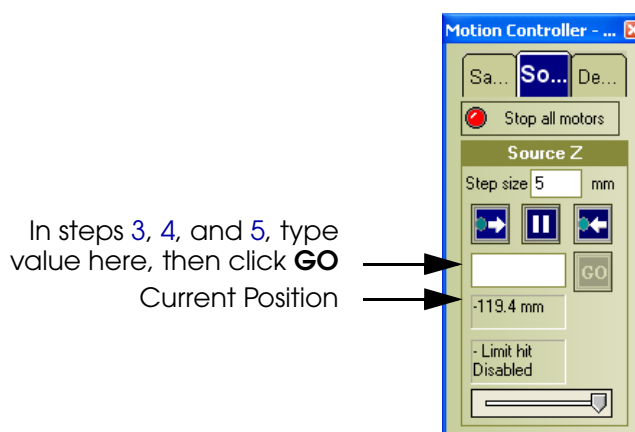 Motion Controller - ...
Sa... So... De...
Stop all motors
Source Z
Step size 5 mm
In steps 3, 4, and 5, type
value here, then click GO
GO
Current Position
-119.4 mm
- Limit hit
Disabled